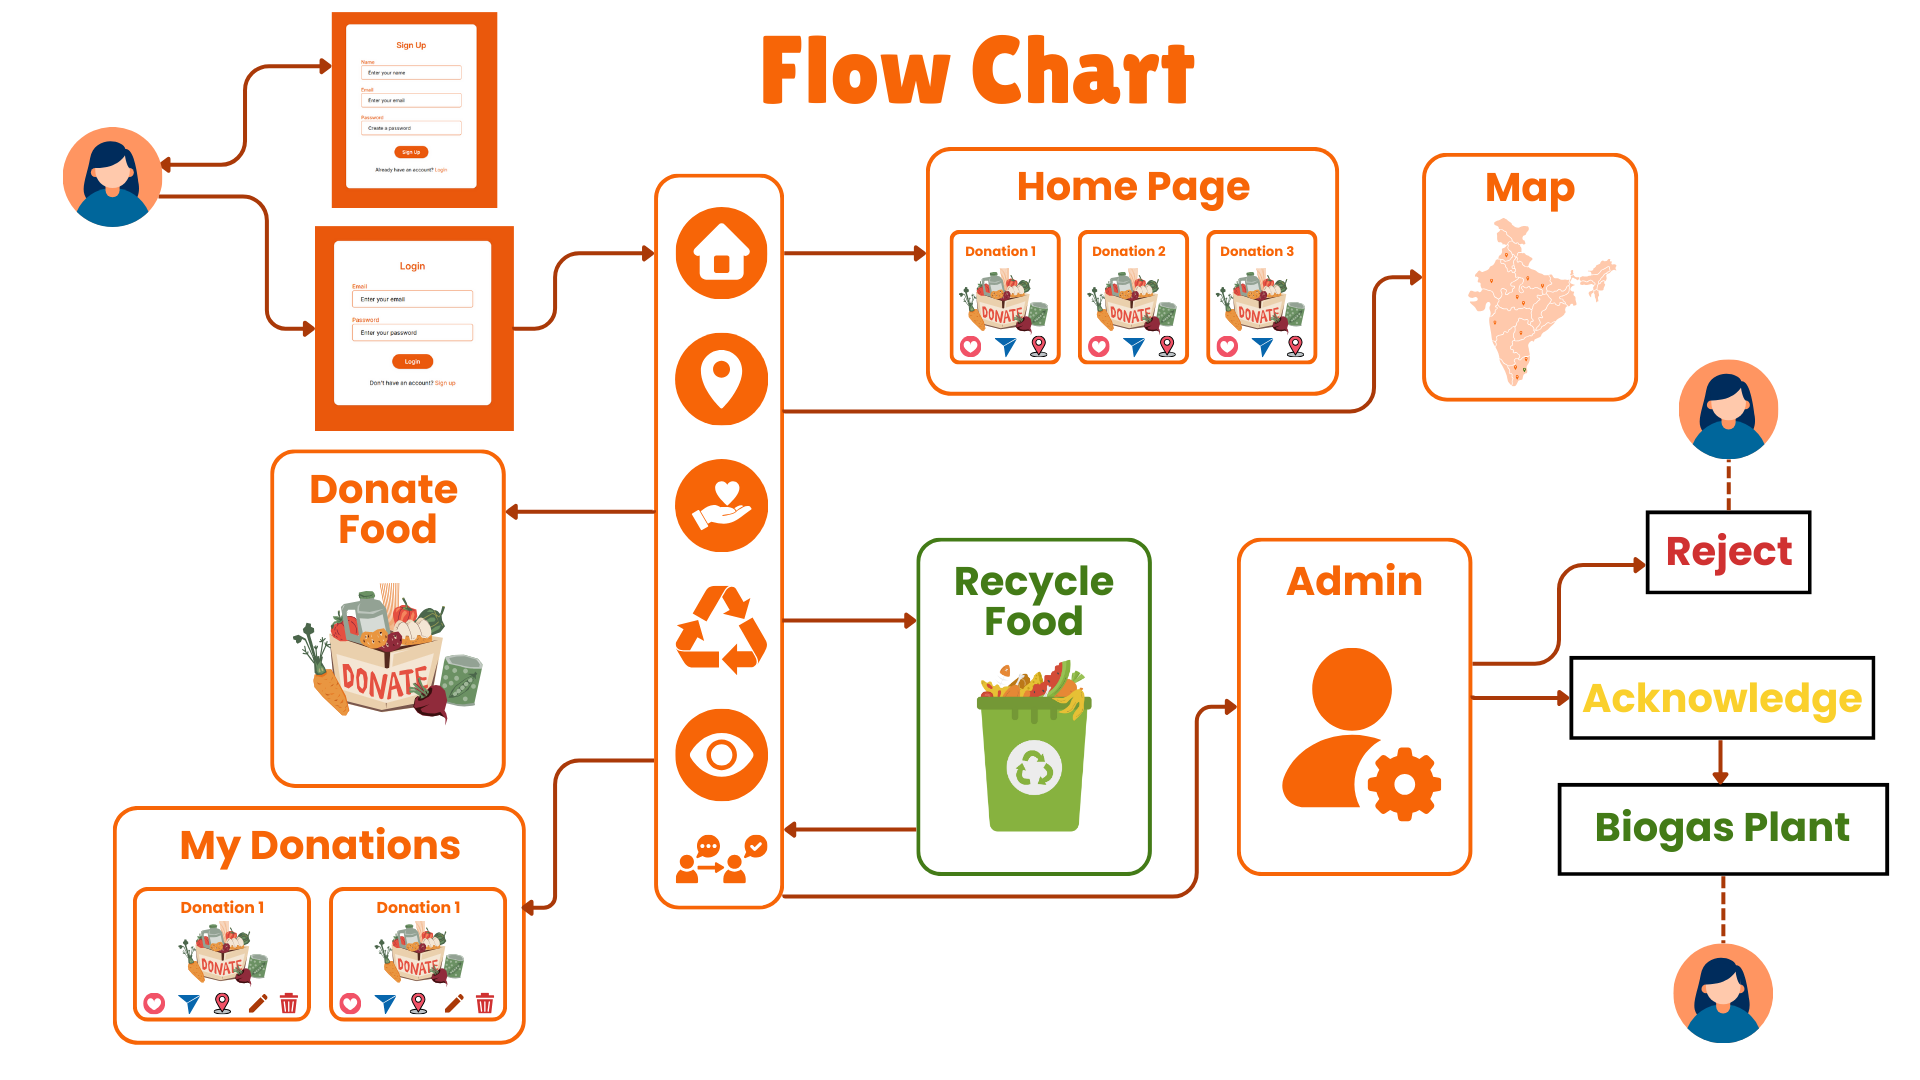 Flow Chart
Sign Up
Name
Enter your name
Email
Enter your email
Password
Create a password
Sign Up
Already have an account? Login
Login
Email
Enter your email
Password
Enter your password
Login
Don't have an account? Sign up
Home Page
Donation 1
Donation 2
Donation 3
DONATE
DONATE
DONATE
Map
Donate
Food
DONATE
Recycle
Food
Admin
Reject
Acknowledge
Biogas Plant
My Donations
Donation 1
Donation 1
DONATE
DONATE